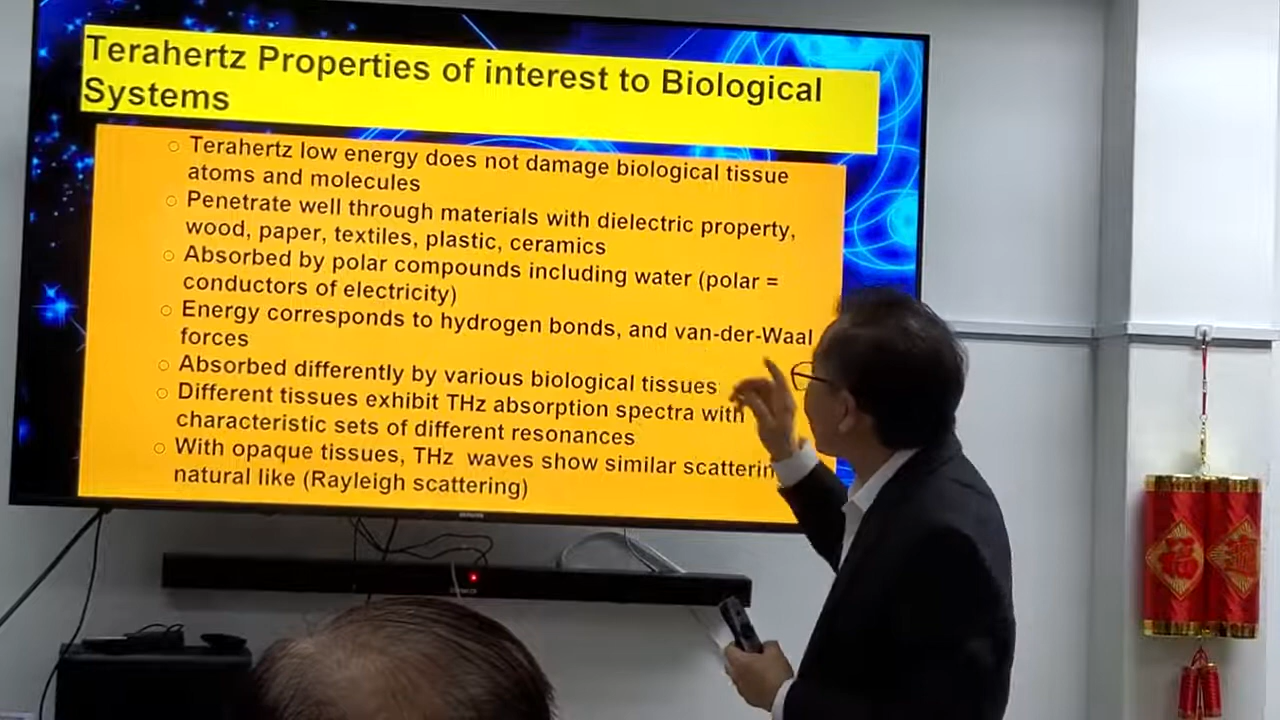 Terahertz Properties of interest to Biological
Systems
○ Terahertz low energy does not damage biological tissue
atoms and molecules
○ Penetrate well through materials with dielectric property,
wood, paper, textiles, plastic, ceramics
○ Absorbed by polar compounds including water (polar =
conductors of electricity)
○ Energy corresponds to hydrogen bonds, and van-der-Waal
forces
○ Absorbed differently by various biological tissues
○ Different tissues exhibit THz absorption spectra with
characteristic sets of different resonances
○ With opaque tissues, THz waves show similar scatterin
natural like (Rayleigh scattering)
福